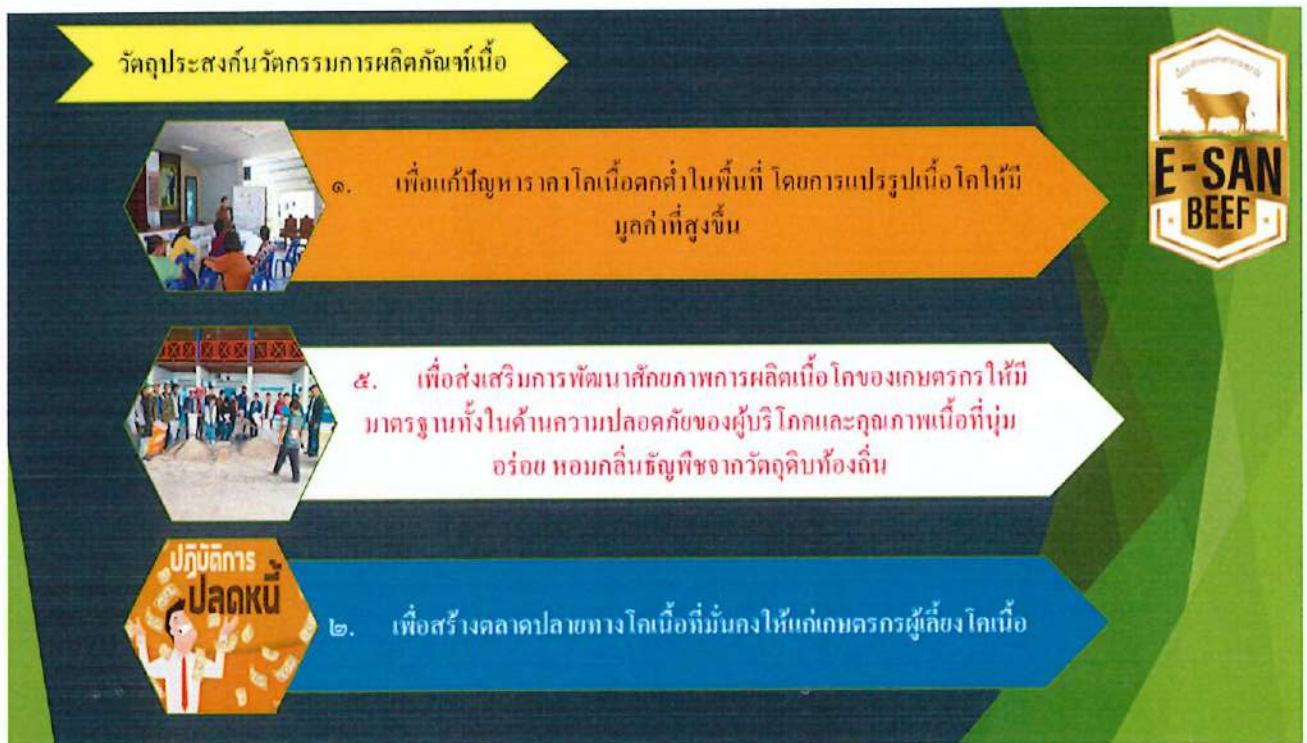 วัตถุประสงค์นวัตกรรมการผลิตภัณฑ์เนื้อ
๑. เพื่อแก้ปัญหาราคาโคเนื้อตกต่ำในพื้นที่ โดยการแปรรูปเนื้อโคให้มี
มูลค่าที่สูงขึ้น
๕. เพื่อส่งเสริมการพัฒนาศักยภาพการผลิตเนื้อโคของเกษตรกรให้มี
มาตรฐานทั้งในด้านความปลอดภัยของผู้บริโภคและคุณภาพเนื้อที่นุ่ม
อร่อย หอมกลิ่นธัญพืชจากวัตถุดิบท้องถิ่น
ปฏิบัติการ
ปลดหนี้
๒. เพื่อสร้างตลาดปลายทางโคเนื้อที่มั่นคงให้แก่เกษตรกรผู้เลี้ยงโคเนื้อ
E-SAN
BEEF